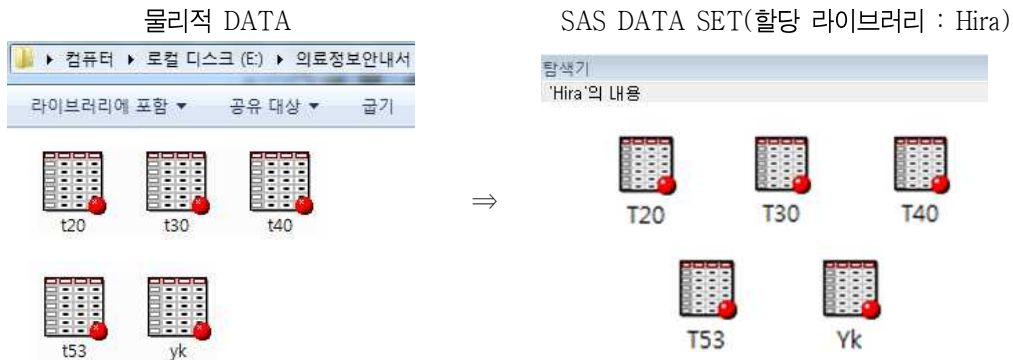 물리적 DATA
SAS DATA SET(할당 라이브러리 : Hira)
▸ 컴퓨터 ▸ 로컬 디스크 (E:) ▸ 의료정보안내서
라이브러리에 포함 ▼ 공유 대상 ▼ 굽기
t20 t30 t40
t53 yk
⇒
탐색기
'Hira'의 내용
T20 T30 T40
T53 Yk